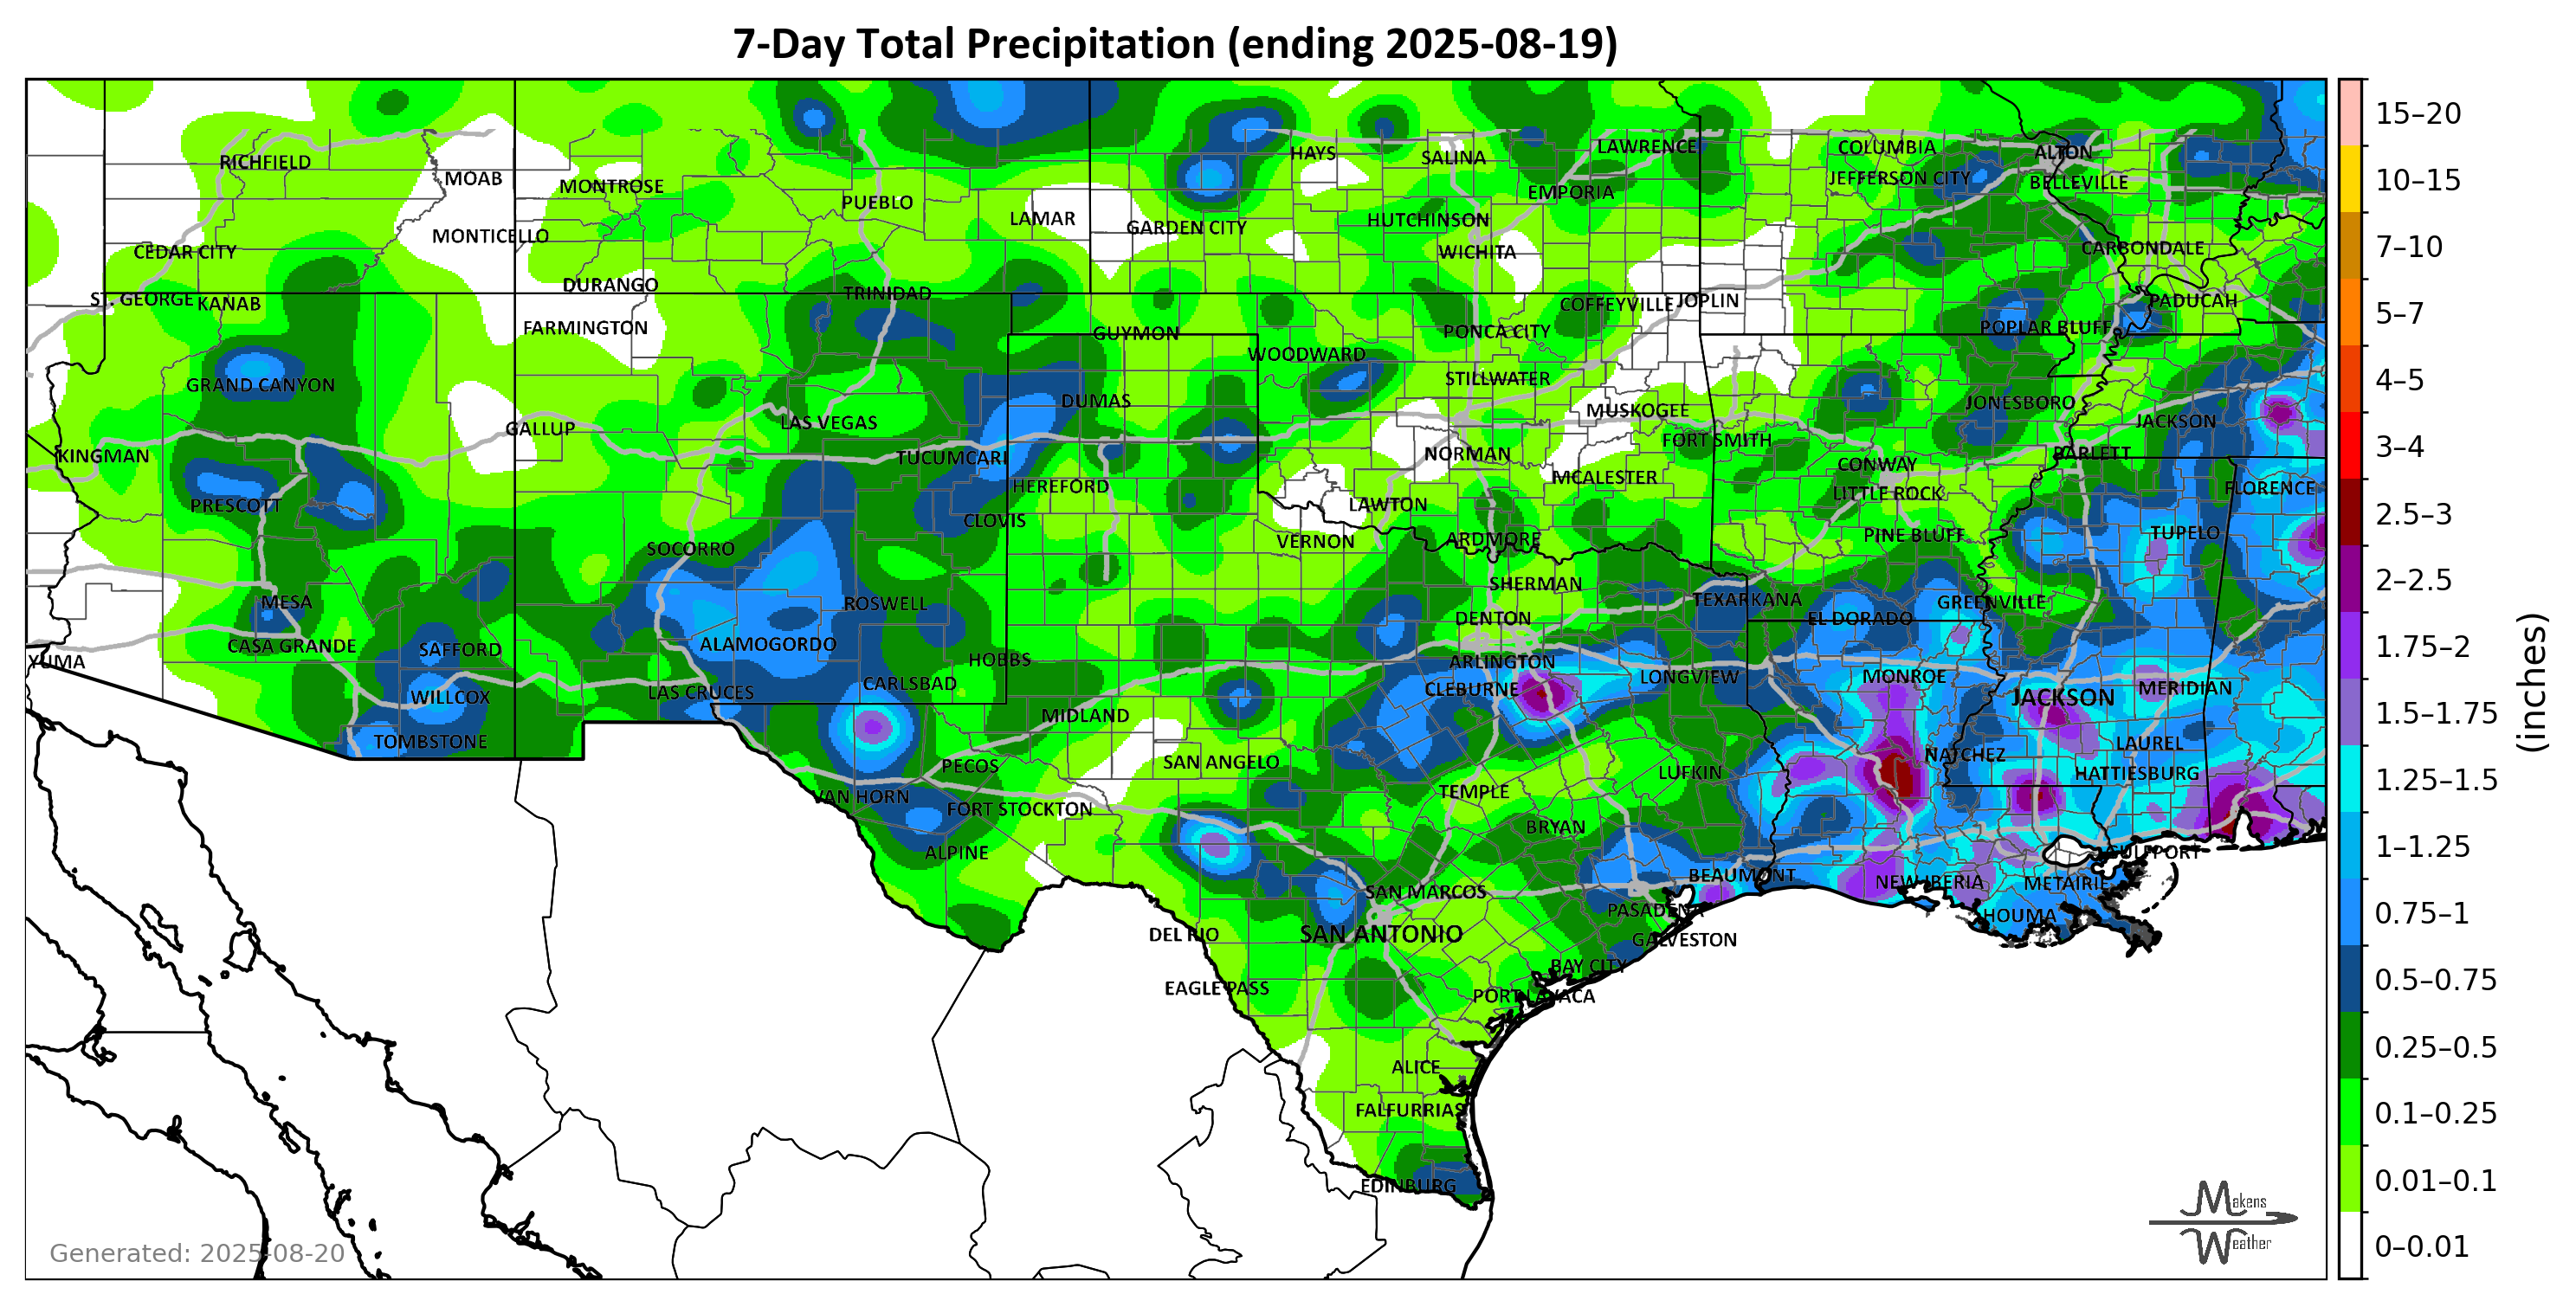 7-Day Total Precipitation (ending 2025-08-19)
RICHFIELD
MOAB
MONTROSE
PUEBLO
LAMAR
HAYS
SALINA
LAWRENCE
EMPORIA
COLUMBIA
JEFFERSON CITY
ALTON
BELLEVILLE
MONTICELLO
CEDAR CITY
GARDEN CITY
HUTCHINSON
WICHITA
CARBONDALE
DURANGO
ST. GEORGE
KANAB
TRINIDAD
COFFEYVILLE
JOPLIN
PADUCAH
FARMINGTON
GUYMON
PONCA CITY
POPLAR BLUFF
WOODWARD
GRAND CANYON
STILLWATER
DUMAS
MUSKOGEE
JONESBORO
LAS VEGAS
GALLUP
JACKSON
KINGMAN
TUCUMCARI
NORMAN
FORT SMITH
BARLETT
CONWAY
HEREFORD
MCALESTER
LITTLE ROCK
FLORENCE
PRESCOTT
LAWTON
CLOVIS
VERNON
ARDMORE
PINE BLUFF
TUPELO
SOCORRO
SHERMAN
MESA
ROSWELL
DENTON
TEXARKANA
GREENVILLE
EL DORADO
CASA GRANDE
SAFFORD
ALAMOGORDO
YUMA
HOBBS
ARLINGTON
LONGVIEW
MONROE
CARLSBAD
CLEBURNE
LAS CRUCES
WILLCOX
JACKSON
MERIDIAN
MIDLAND
TOMBSTONE
PECOS
SAN ANGELO
LUFKIN
NATCHEZ
LAUREL
HATTIESBURG
VAN HORN
FORT STOCKTON
TEMPLE
BRYAN
ALPINE
GULFPORT
SAN MARCOS
BEAUMONT
NEW IBERIA
METAIRIE
PASADENA
HOUMA
DEL RIO
SAN ANTONIO
GALVESTON
BAY CITY
EAGLE PASS
PORT LAVACA
ALICE
FALFURRIAS
EDINBURG
Generated: 2025-08-20
Makens
Weather
15–20
10–15
7–10
5–7
4–5
3–4
2.5–3
2–2.5
1.75–2
1.5–1.75
1.25–1.5
1–1.25
0.75–1
0.5–0.75
0.25–0.5
0.1–0.25
0.01–0.1
0–0.01
(inches)